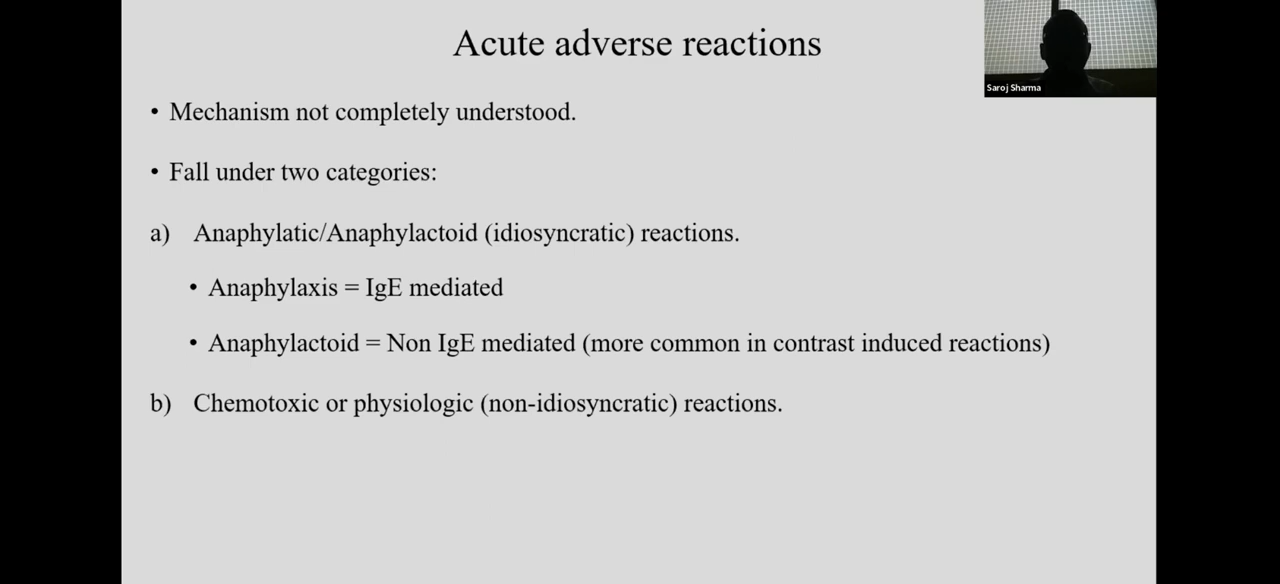 Acute adverse reactions
Saroj Sharma
• Mechanism not completely understood.
• Fall under two categories:
a) Anaphylatic/Anaphylactoid (idiosyncratic) reactions.
• Anaphylaxis = IgE mediated
• Anaphylactoid = Non IgE mediated (more common in contrast induced reactions)
b) Chemotoxic or physiologic (non-idiosyncratic) reactions.